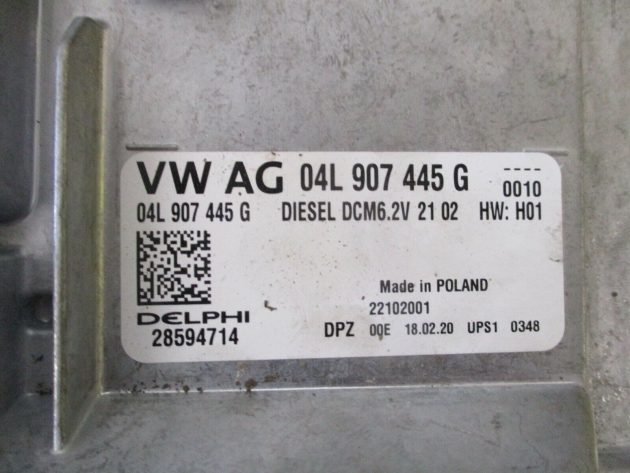 VW AG 04L 907 445 G
----
0010
04L 907 445 G DIESEL DCM6.2V 21 02 HW: H01
Made in POLAND
22102001
DELPHI
28594714
DPZ 00E 18.02.20 UPS1 0348